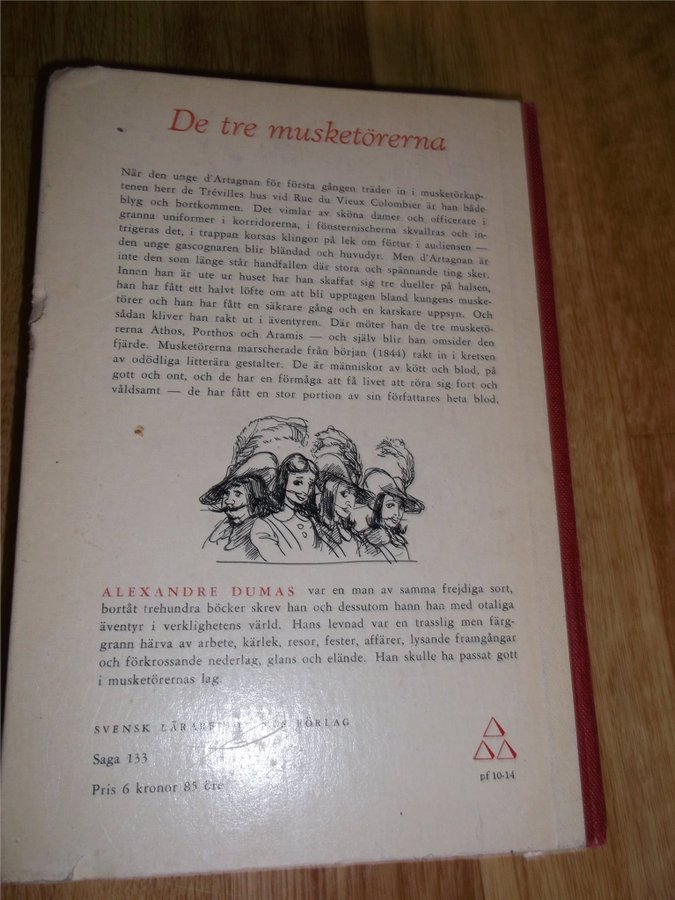 De tre musketörerna
När den unge d'Artagnan för första gången träder in i musketörkap-
tenen herr de Trévilles hus vid Rue du Vieux Colombier är han både
blyg och bortkommen. Det vimlar av sköna damer och officerare i
granna uniformer i korridorerna, i fönsternischerna skvallras och in-
trigeras det, i trappan korsas klingor på lek om förtur i audiensen —
den unge gascognaren blir bländad och huvudyr. Men d'Artagnan är
inte den som länge står handfallen där stora och spännande ting sker.
Innan han är ute ur huset har han skaffat sig tre dueller på halsen,
han har fått ett halvt löfte om att bli upptagen bland kungens muske-
törer och han har fått en säkrare gång och en karskare uppsyn. Och
sådan kliver han rakt ut i äventyren. Där möter han de tre musketö-
rerna Athos, Porthos och Aramis — och själv blir han omsider den
fjärde. Musketörerna marscherade från början (1844) rakt in i kretsen
av odödliga litterära gestalter. De är människor av kött och blod, på
gott och ont, och de har en förmåga att få livet att röra sig fort och
våldsamt — de har fått en stor portion av sin författares heta blod.
ALEXANDRE DUMAS var en man av samma frejdiga sort,
bortåt trehundra böcker skrev han och dessutom hann han med otaliga
äventyr i verklighetens värld. Hans levnad var en trasslig men färg-
grann härva av arbete, kärlek, resor, fester, affärer, lysande framgångar
och förkrossande nederlag, glans och elände. Han skulle ha passat gott
i musketörernas lag.
SVENSK FÖRLAG
Saga 133
Pris 6 kronor 85 öre
pf 10-14